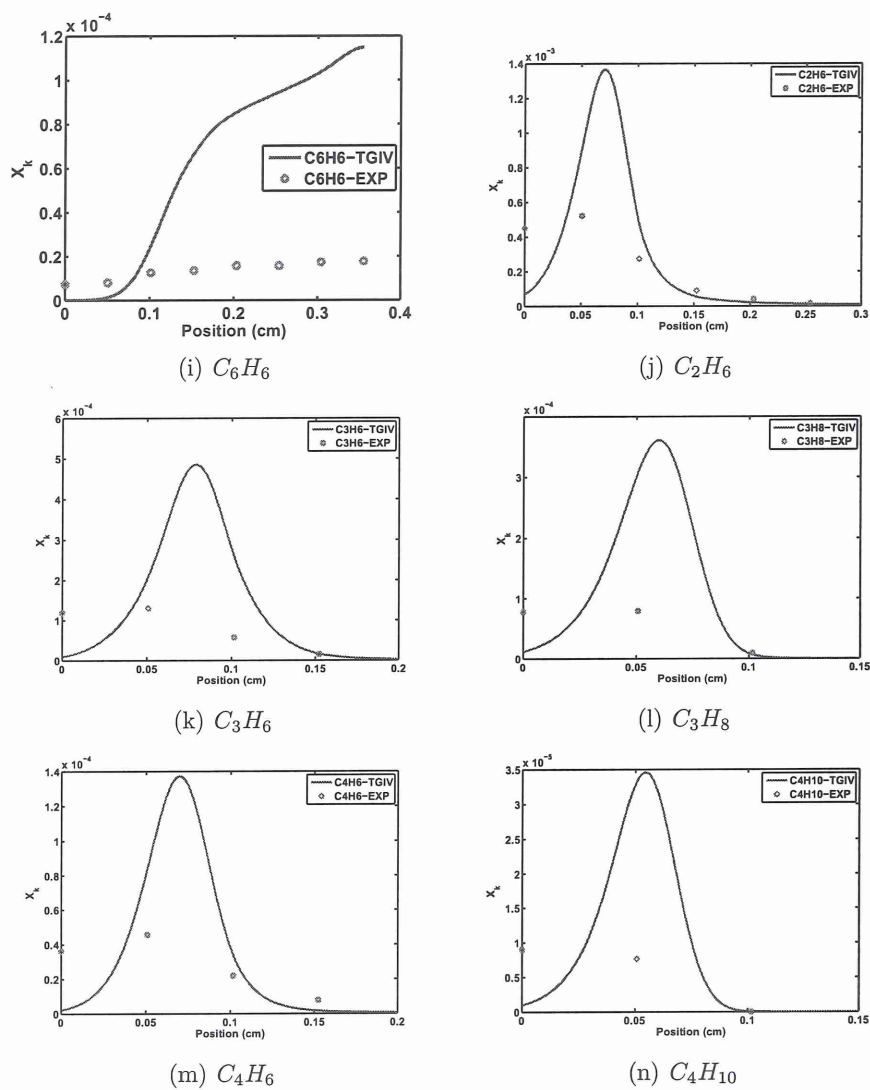 x 10⁻⁴
1.2
1
0.8
0.6
0.4
0.2
0
X_k
C6H6−TGIV
C6H6−EXP
0 0.1 0.2 0.3 0.4
Position (cm)
(i) C₆H₆
x 10⁻³
1.4
1.2
1
0.8
0.6
0.4
0.2
0
X_k
C2H6−TGIV
C2H6−EXP
0 0.05 0.1 0.15 0.2 0.25 0.3
Position (cm)
(j) C₂H₆
x 10⁻⁴
6
5
4
3
2
1
0
X_k
C3H6−TGIV
C3H6−EXP
0 0.05 0.1 0.15 0.2
Position (cm)
(k) C₃H₆
x 10⁻⁴
3
2
1
0
X_k
C3H8−TGIV
C3H8−EXP
0 0.05 0.1 0.15
Position (cm)
(l) C₃H₈
x 10⁻⁴
1.4
1.2
1
0.8
0.6
0.4
0.2
0
X_k
C4H6−TGIV
C4H6−EXP
0 0.05 0.1 0.15 0.2
Position (cm)
(m) C₄H₆
x 10⁻⁵
3.5
3
2.5
2
1.5
1
0.5
0
X_k
C4H10−TGIV
C4H10−EXP
0 0.05 0.1 0.15
Position (cm)
(n) C₄H₁₀